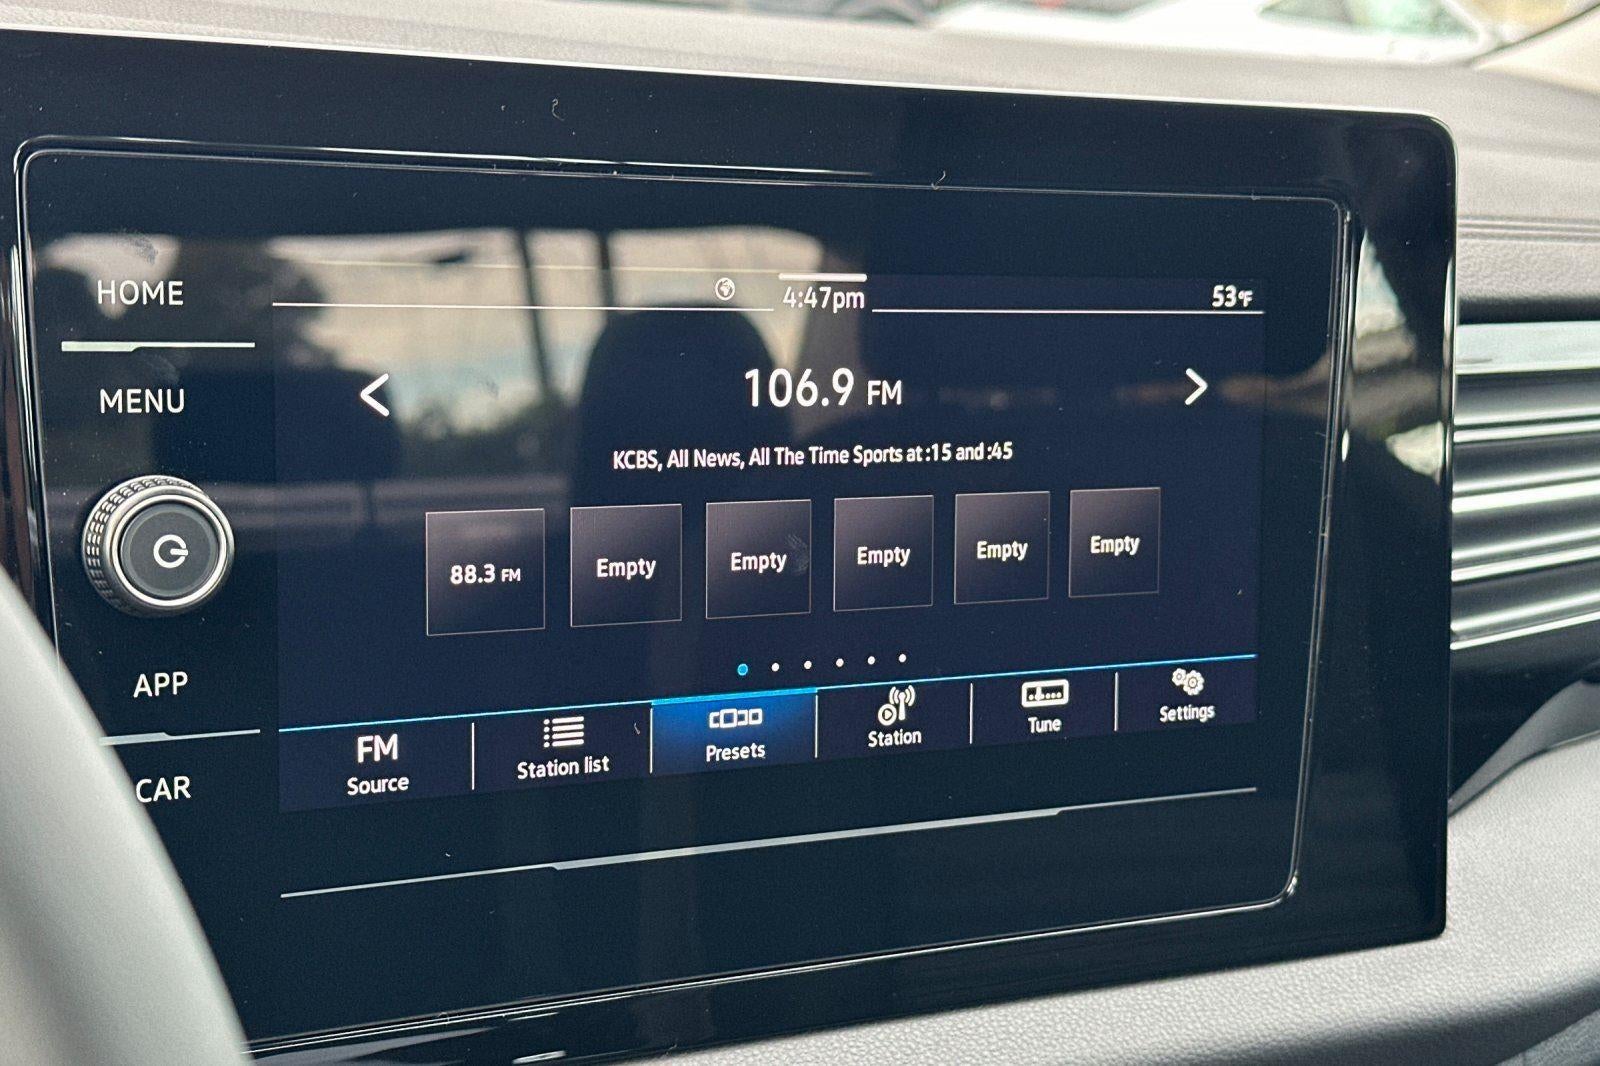 HOME
MENU
APP
CAR
4:47pm
53°F
106.9 FM
KCBS, All News, All The Time Sports at :15 and :45
88.3 FM
Empty
Empty
Empty
Empty
Empty
FM
Source
Station list
Presets
Station
Tune
Settings